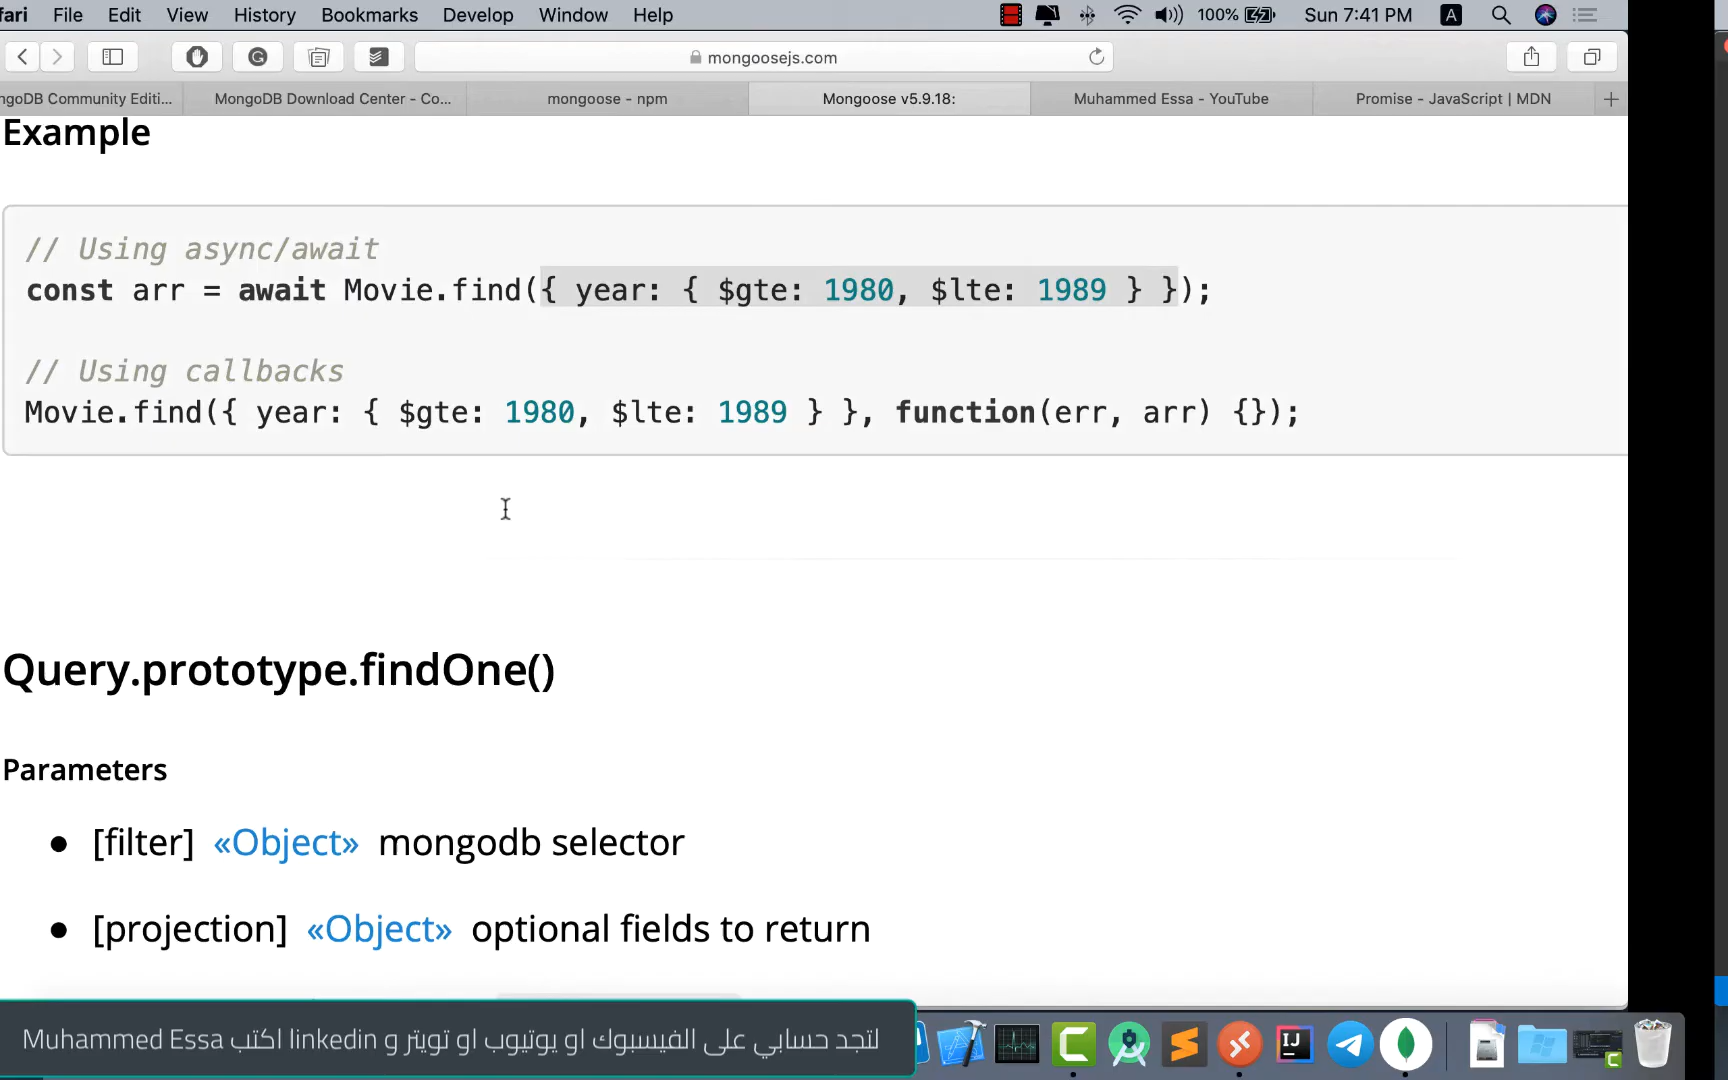 fari File Edit View History Bookmarks Develop Window Help 100% Sun 7:41 PM A
mongoosejs.com
ngoDB Community Editi... MongoDB Download Center - Co... mongoose - npm Mongoose v5.9.18: Muhammed Essa - YouTube Promise - JavaScript | MDN
Example
// Using async/await
const arr = await Movie.find({ year: { $gte: 1980, $lte: 1989 } });
// Using callbacks
Movie.find({ year: { $gte: 1980, $lte: 1989 } }, function(err, arr) {});
Query.prototype.findOne()
Parameters
• [filter] «Object» mongodb selector
• [projection] «Object» optional fields to return
لتجد حسابي على الفيسبوك او يوتيوب او تويتر و linkedin اكتب Muhammed Essa
IJ